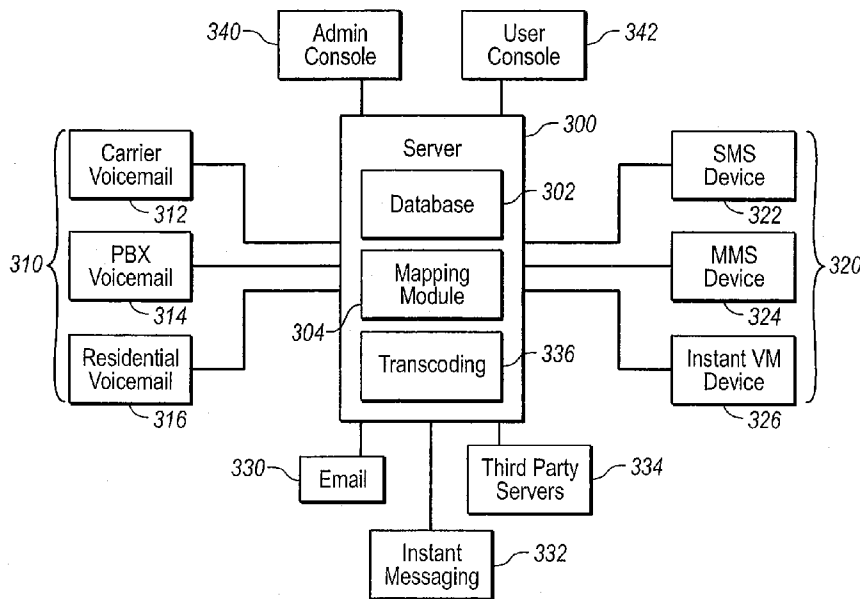 340
Admin
Console
User
Console
342
300
Server
Carrier
Voicemail
312
Database
302
SMS
Device
322
310
PBX
Voicemail
314
Mapping
Module
304
MMS
Device
324
320
Residential
Voicemail
316
Transcoding
336
Instant VM
Device
326
330
Email
Third Party
Servers
334
Instant
Messaging
332